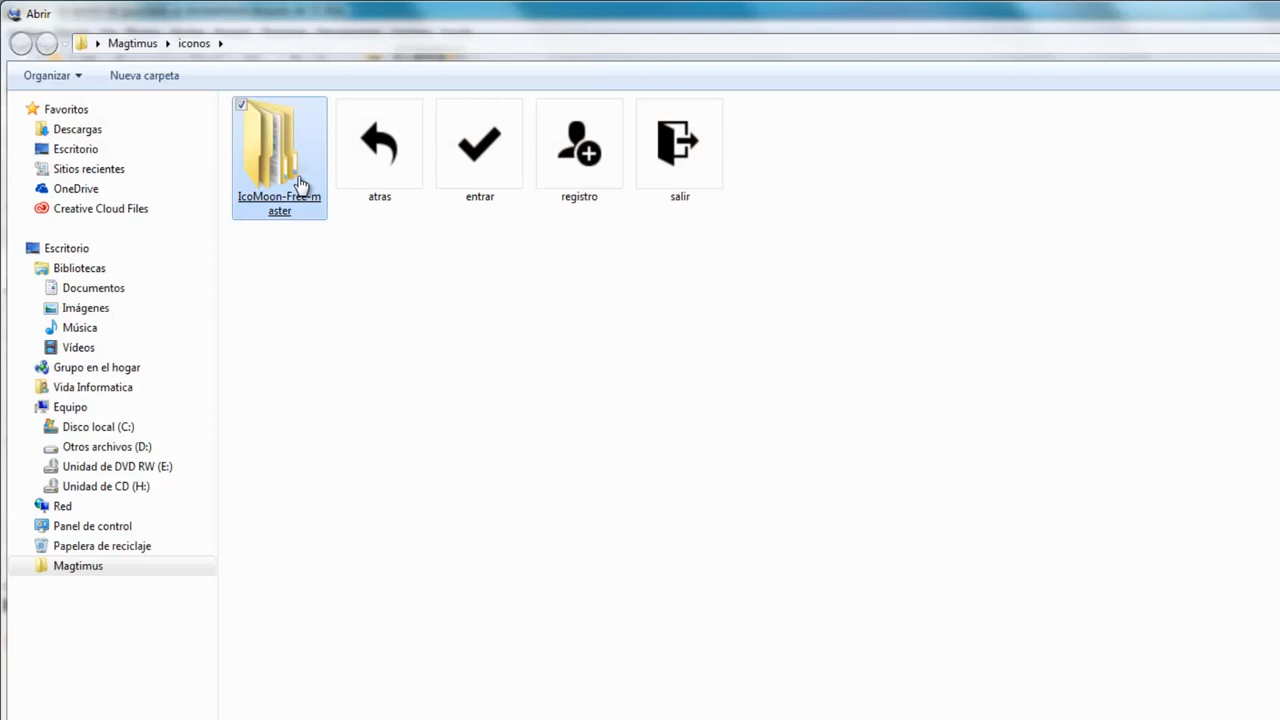 Abrir
Magtimus iconos
Organizar Nueva carpeta
Favoritos
Descargas
Escritorio
Sitios recientes
OneDrive
Creative Cloud Files
Escritorio
Bibliotecas
Documentos
Imágenes
Música
Vídeos
Grupo en el hogar
Vida Informatica
Equipo
Disco local (C:)
Otros archivos (D:)
Unidad de DVD RW (E:)
Unidad de CD (H:)
Red
Panel de control
Papelera de reciclaje
Magtimus
IcoMoon-Free-m
aster
atras
entrar
registro
salir